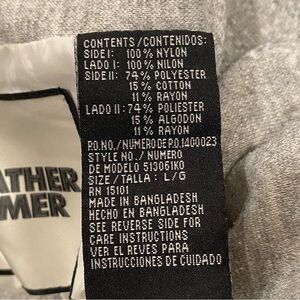 CONTENTS/CONTENIDOS:
SIDE I: 100% NYLON
LADO I: 100% NILON
SIDE II: 74% POLYESTER
15% COTTON
11% RAYON
LADO II: 74% POLIESTER
15% ALGODON
11% RAYON
P.O.NO./NUMERO DE P.O.1400023
STYLE NO./ NUMERO
DE MODELO 513061KO
SIZE/TALLA: L/G
RN 15101
MADE IN BANGLADESH
HECHO EN BANGLADESH
SEE REVERSE SIDE FOR
CARE INSTRUCTIONS
VER EL REVES PARA
INSTRUCCIONES DE CUIDADO
ATHER
MER